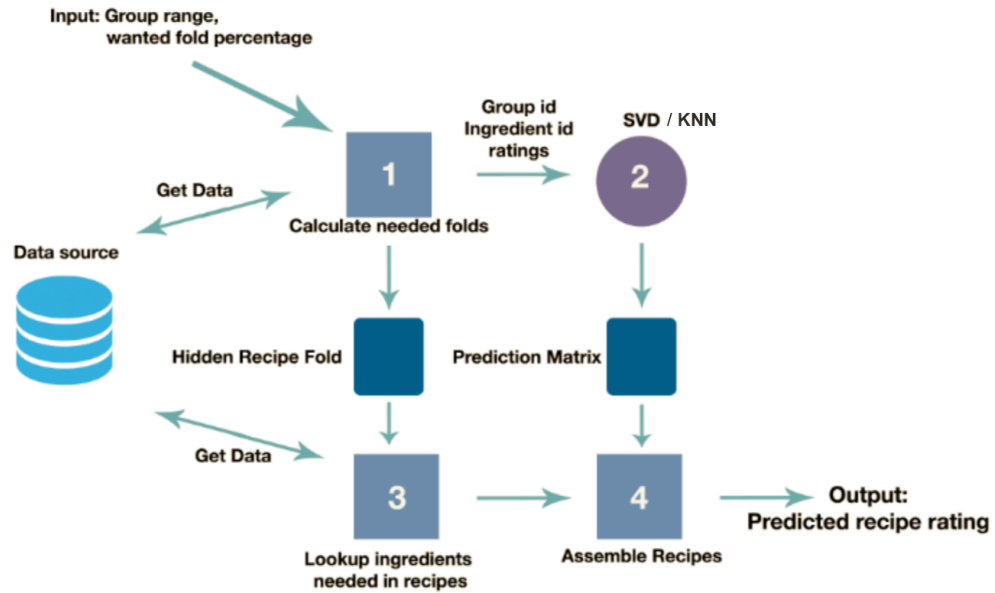 Input: Group range,
wanted fold percentage
Group id
Ingredient id
ratings
SVD / KNN
1
2
Get Data
Calculate needed folds
Data source
Hidden Recipe Fold
Prediction Matrix
Get Data
3
4
Output:
Predicted recipe rating
Lookup ingredients
needed in recipes
Assemble Recipes